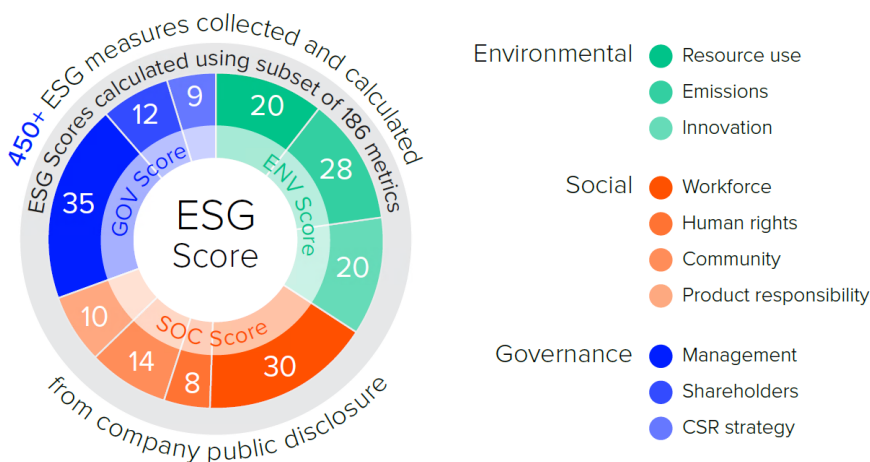 450+ ESG measures collected and calculated
ESG Scores calculated using subset of 186 metrics
from company public disclosure
ESG
Score
ENV Score
20
28
20
SOC Score
30
8
14
10
GOV Score
35
12
9
Environmental
Resource use
Emissions
Innovation
Social
Workforce
Human rights
Community
Product responsibility
Governance
Management
Shareholders
CSR strategy